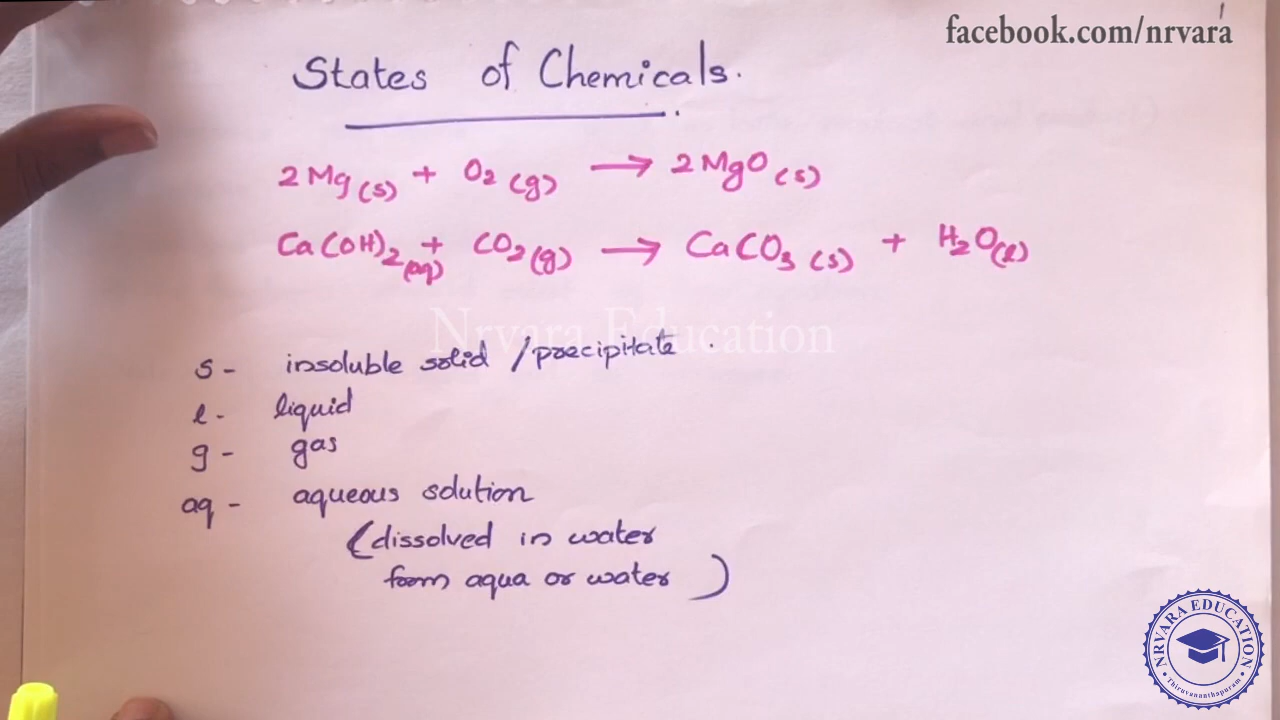 facebook.com/nrvara
States of Chemicals.
2Mg(s) + O2(g) → 2MgO(s)
Ca(OH)2(aq) + CO2(g) → CaCO3(s) + H2O(l)
Nrvara Education
s - insoluble solid / precipitate.
l - liquid
g - gas
aq - aqueous solution
(dissolved in water
form aqua or water)
NRVARA EDUCATION
Thiruvananthapuram